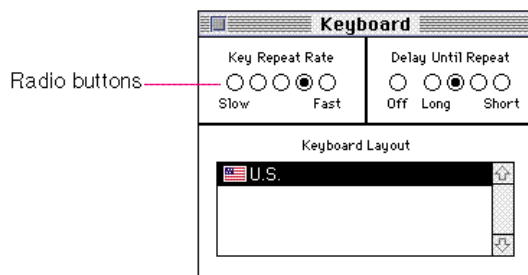 Keyboard
Key Repeat Rate
Slow Fast
Delay Until Repeat
Off Long Short
Radio buttons
Keyboard Layout
U.S.